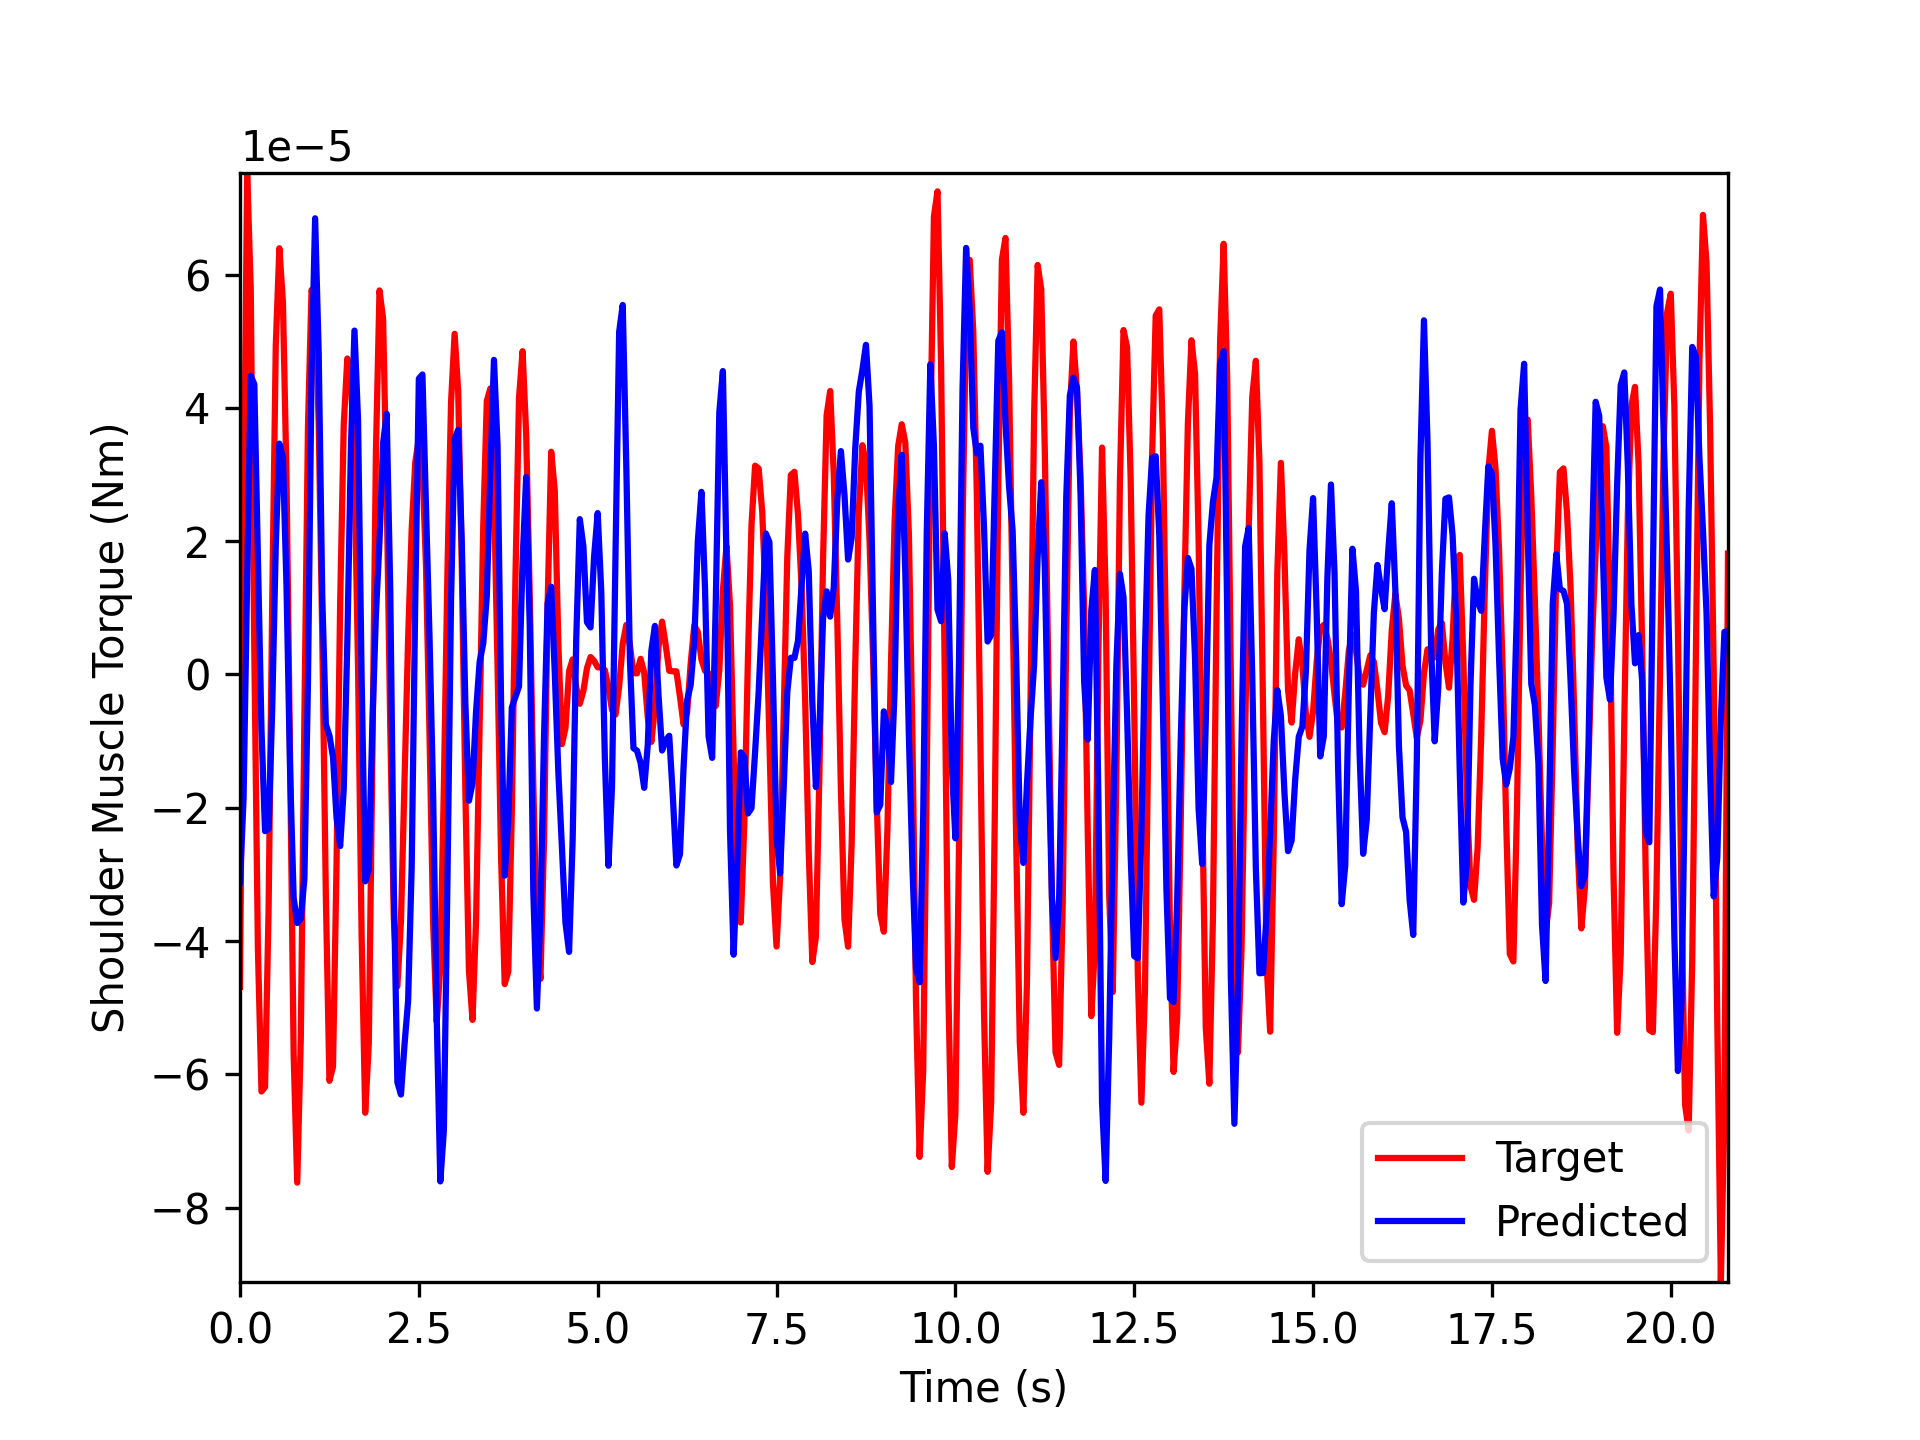 1e−5
Shoulder Muscle Torque (Nm)
6
4
2
0
−2
−4
−6
−8
0.0 2.5 5.0 7.5 10.0 12.5 15.0 17.5 20.0
Time (s)
Target
Predicted